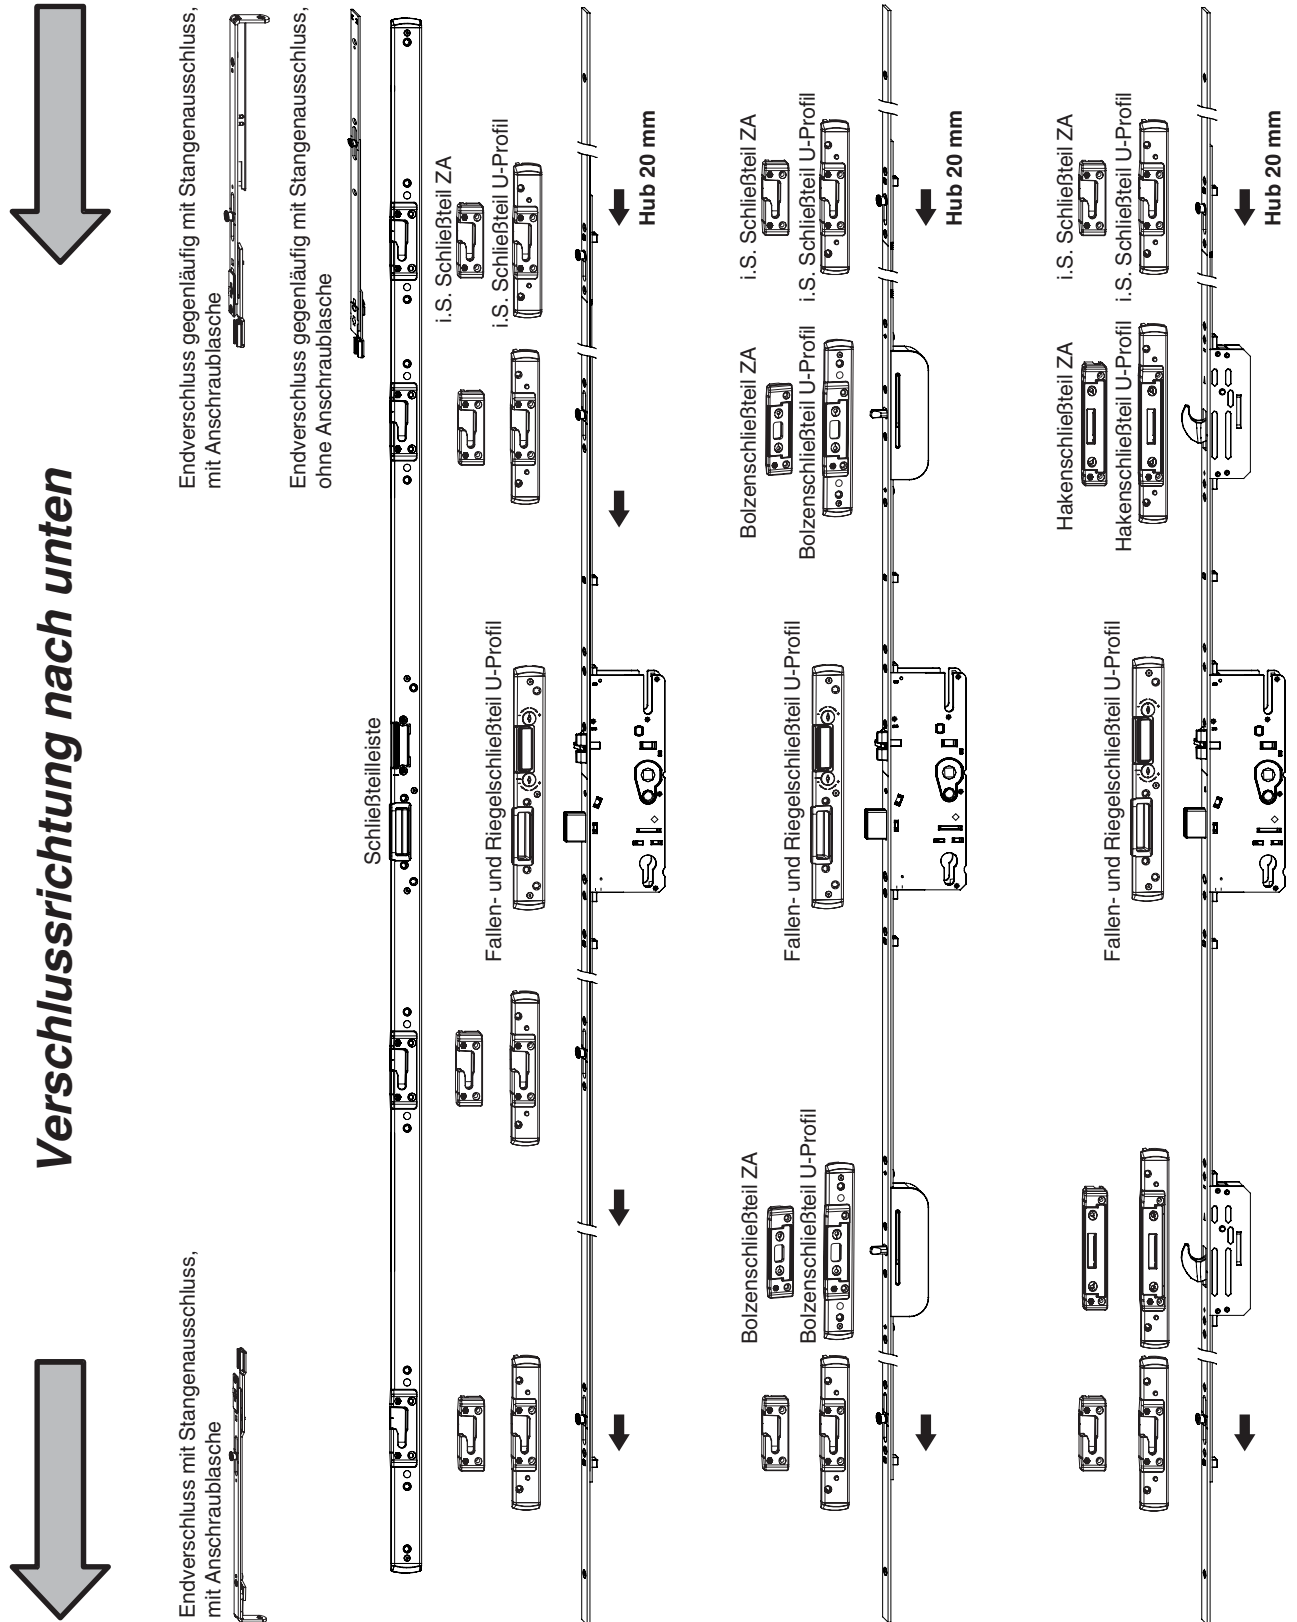 Verschlussrichtung nach unten
Endverschluss gegenläufig mit Stangenausschluss,
mit Anschraublasche
Endverschluss gegenläufig mit Stangenausschluss,
ohne Anschraublasche
Endverschluss mit Stangenausschluss,
mit Anschraublasche
Schließteilleiste
i.S. Schließteil ZA
i.S. Schließteil U-Profil
Fallen- und Riegelschließteil U-Profil
Hub 20 mm
i.S. Schließteil ZA
i.S. Schließteil U-Profil
Bolzenschließteil ZA
Bolzenschließteil U-Profil
Fallen- und Riegelschließteil U-Profil
Bolzenschließteil ZA
Bolzenschließteil U-Profil
Hub 20 mm
i.S. Schließteil ZA
i.S. Schließteil U-Profil
Hakenschließteil ZA
Hakenschließteil U-Profil
Fallen- und Riegelschließteil U-Profil
Hub 20 mm